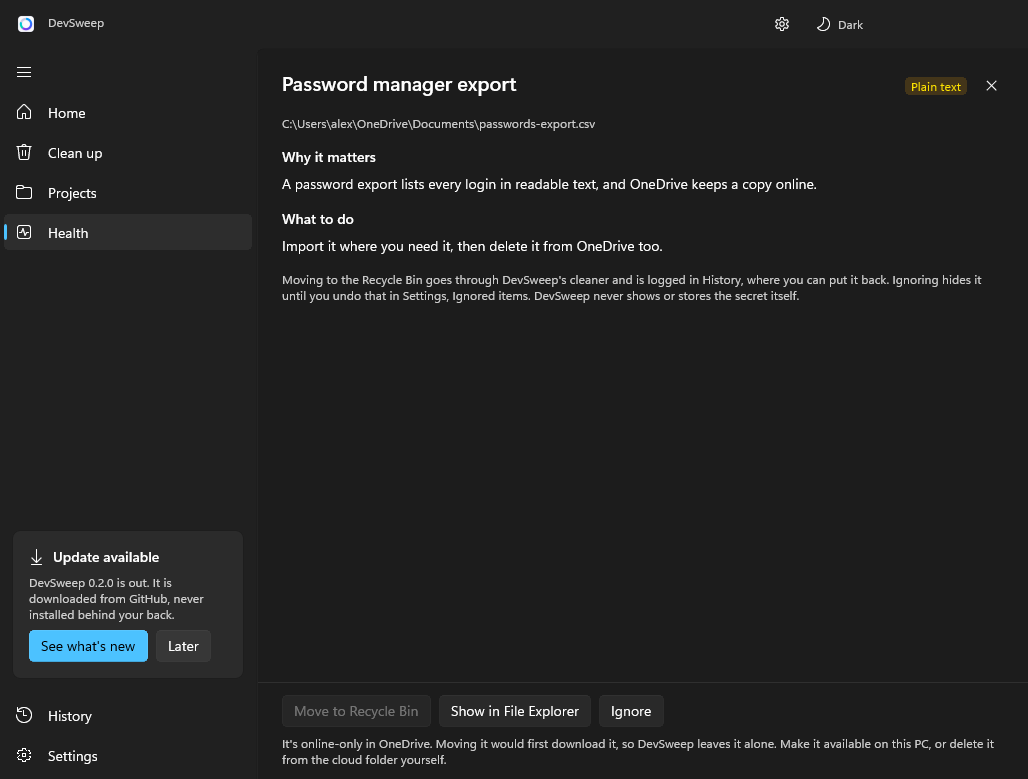 DevSweep
Dark
Home
Clean up
Projects
Health
Password manager export
Plain text
C:\Users\alex\OneDrive\Documents\passwords-export.csv
Why it matters
A password export lists every login in readable text, and OneDrive keeps a copy online.
What to do
Import it where you need it, then delete it from OneDrive too.
Moving to the Recycle Bin goes through DevSweep's cleaner and is logged in History, where you can put it back. Ignoring hides it
until you undo that in Settings, Ignored items. DevSweep never shows or stores the secret itself.
Update available
DevSweep 0.2.0 is out. It is
downloaded from GitHub, never
installed behind your back.
See what's new
Later
History
Settings
Move to Recycle Bin
Show in File Explorer
Ignore
It's online-only in OneDrive. Moving it would first download it, so DevSweep leaves it alone. Make it available on this PC, or delete it
from the cloud folder yourself.